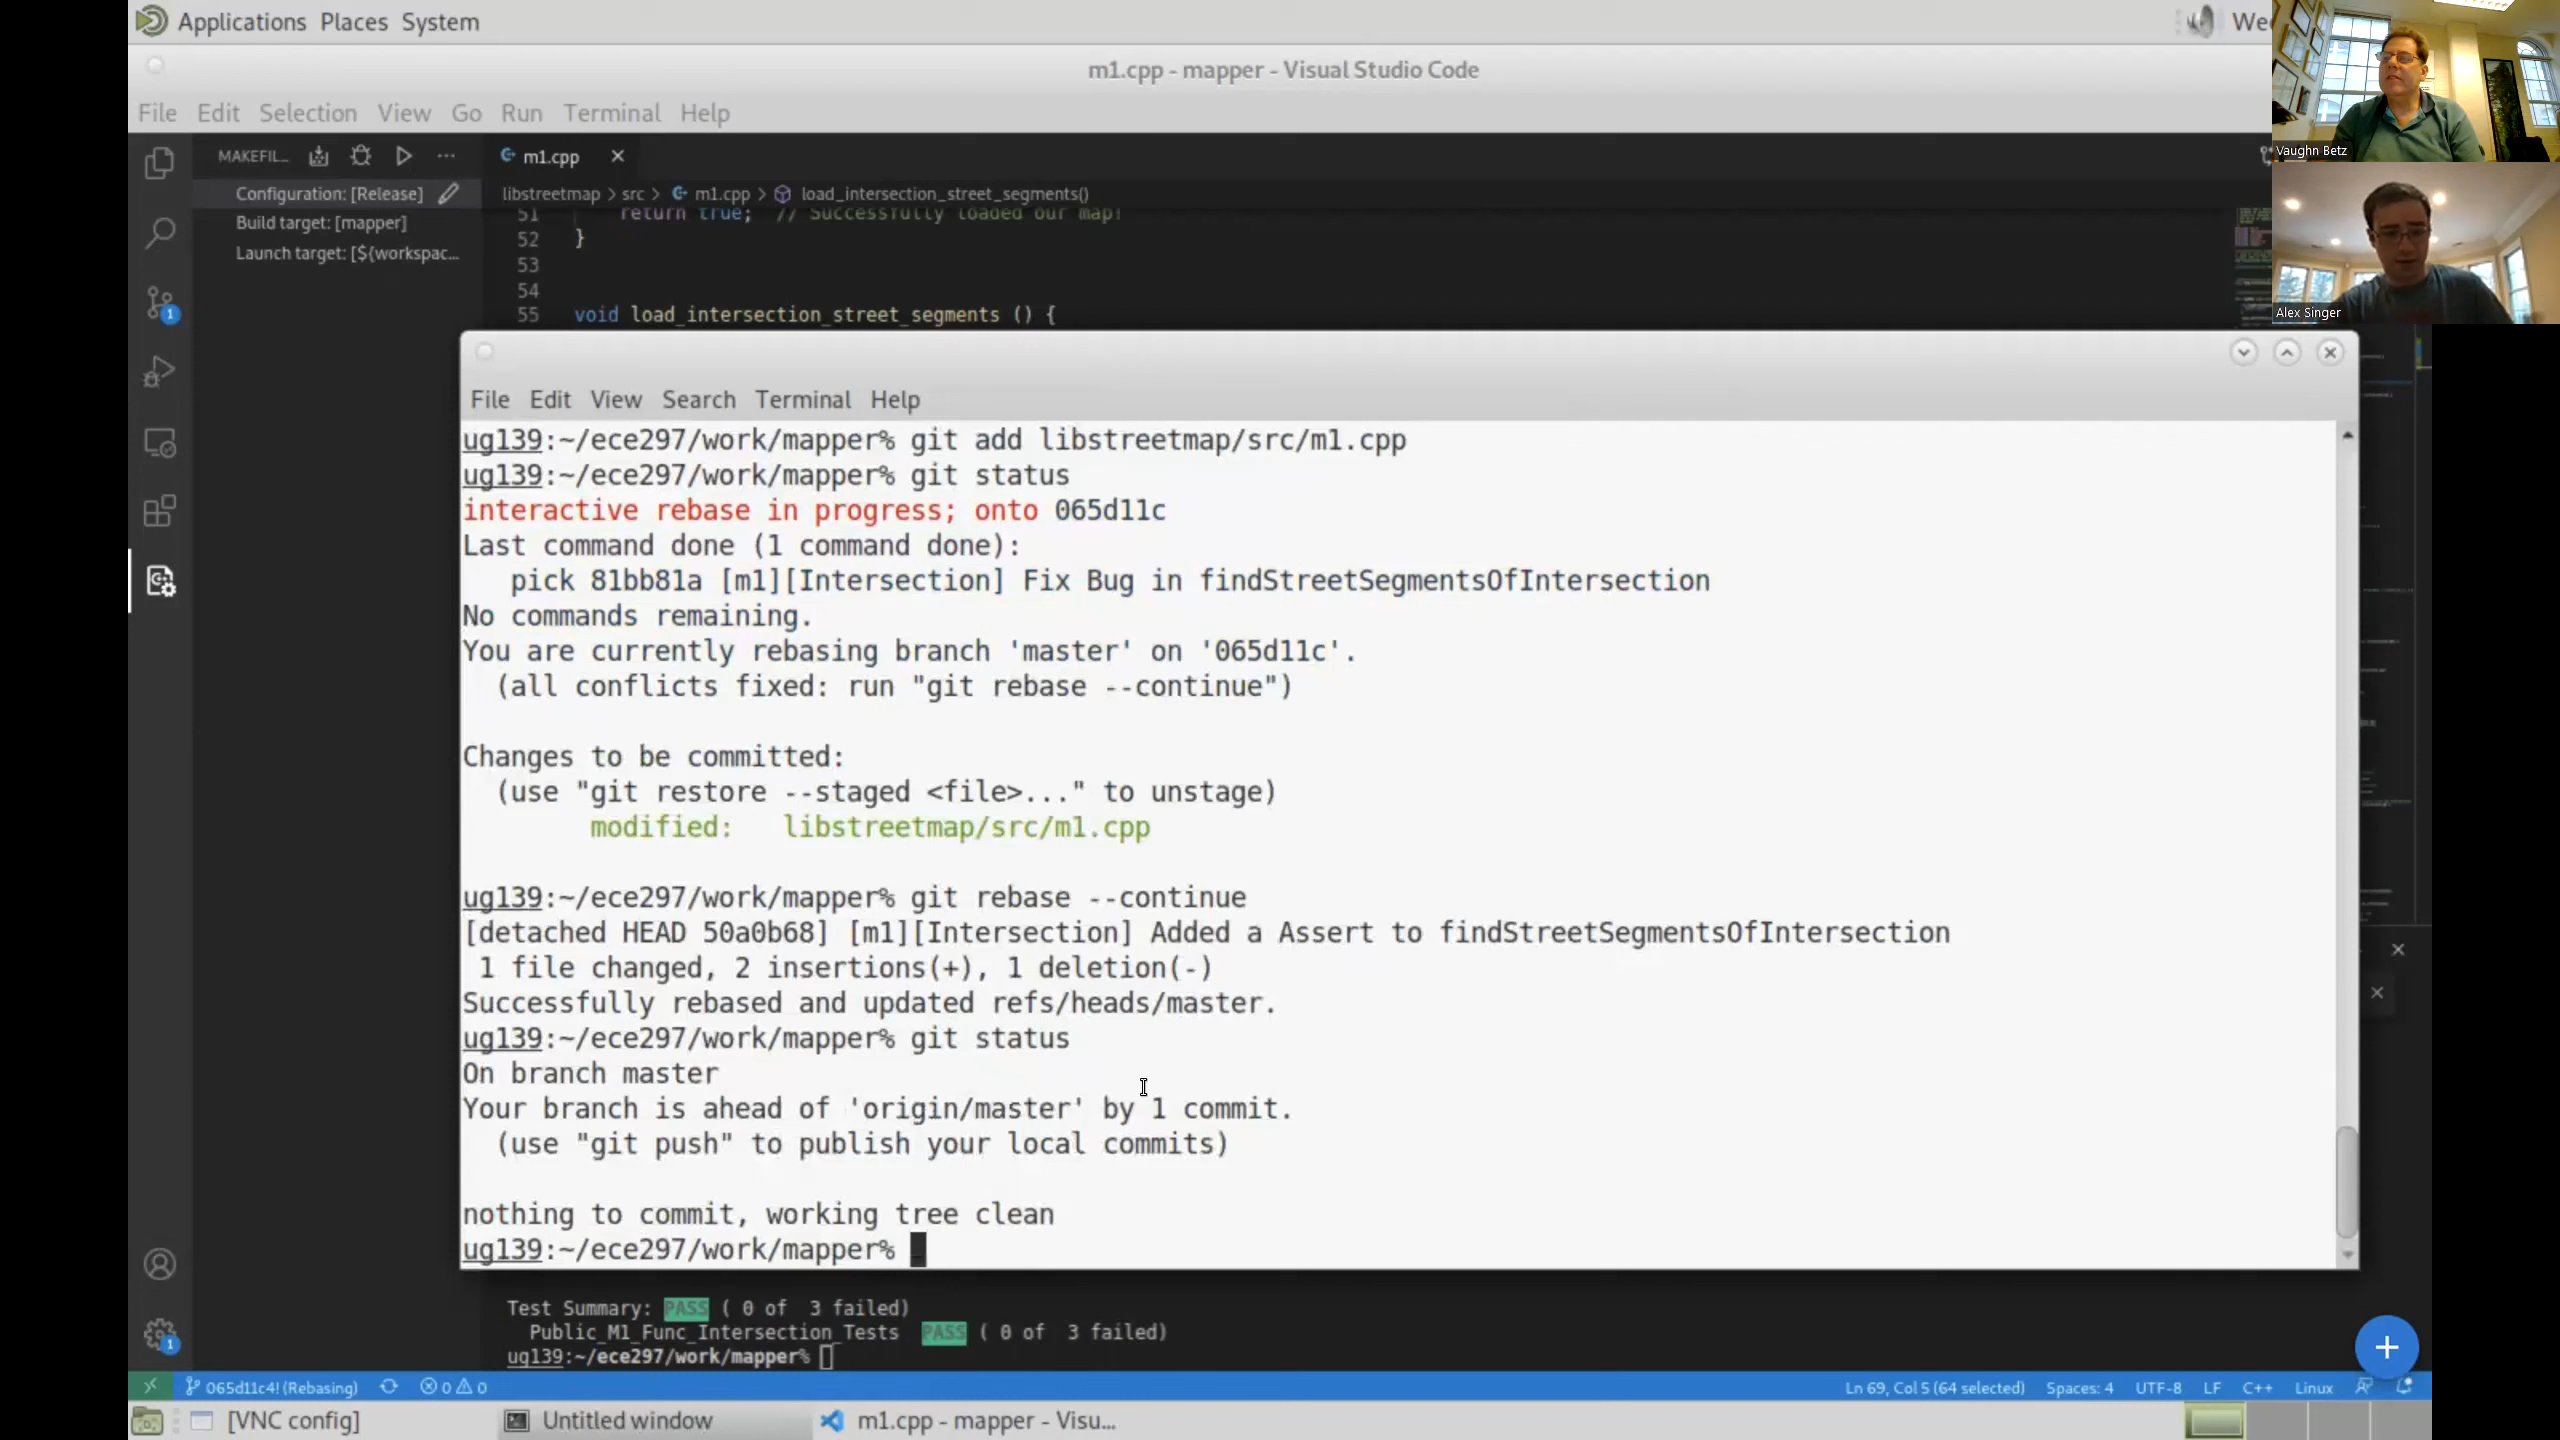 Applications Places System
We
m1.cpp - mapper - Visual Studio Code
File Edit Selection View Go Run Terminal Help
Vaughn Betz
Alex Singer
MAKEFIL... ···
m1.cpp ×
Configuration: [Release]
Build target: [mapper]
Launch target: [${workspac...
libstreetmap > src > m1.cpp > load_intersection_street_segments()
51 return true; // Successfully loaded our map!
52 }
53
54
55 void load_intersection_street_segments () {
File Edit View Search Terminal Help
ug139:~/ece297/work/mapper% git add libstreetmap/src/m1.cpp
ug139:~/ece297/work/mapper% git status
interactive rebase in progress; onto 065d11c
Last command done (1 command done):
pick 81bb81a [m1][Intersection] Fix Bug in findStreetSegmentsOfIntersection
No commands remaining.
You are currently rebasing branch 'master' on '065d11c'.
(all conflicts fixed: run "git rebase --continue")
Changes to be committed:
(use "git restore --staged <file>..." to unstage)
modified: libstreetmap/src/m1.cpp
ug139:~/ece297/work/mapper% git rebase --continue
[detached HEAD 50a0b68] [m1][Intersection] Added a Assert to findStreetSegmentsOfIntersection
1 file changed, 2 insertions(+), 1 deletion(-)
Successfully rebased and updated refs/heads/master.
ug139:~/ece297/work/mapper% git status
On branch master
Your branch is ahead of 'origin/master' by 1 commit.
(use "git push" to publish your local commits)
nothing to commit, working tree clean
ug139:~/ece297/work/mapper%
Test Summary: PASS ( 0 of 3 failed)
Public_M1_Func_Intersection_Tests PASS ( 0 of 3 failed)
ug139:~/ece297/work/mapper%
065d11c4! (Rebasing) 0 0
Ln 69, Col 5 (64 selected) Spaces: 4 UTF-8 LF C++ Linux
[VNC config] Untitled window m1.cpp - mapper - Visu...